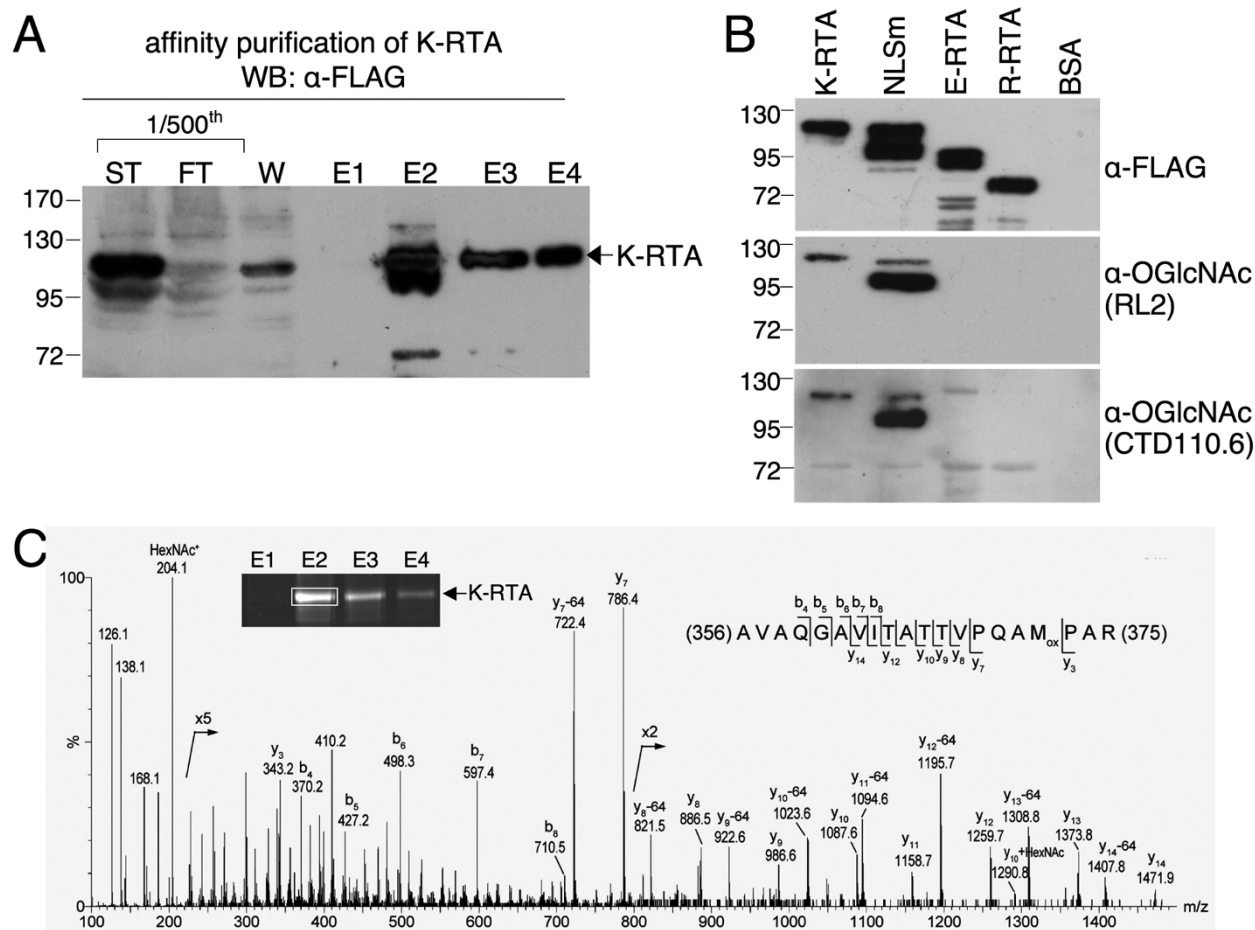 A
affinity purification of K-RTA
WB: α-FLAG
1/500th
ST FT W E1 E2 E3 E4
170
130
95
72
K-RTA
B
K-RTA NLSm E-RTA R-RTA BSA
130
95
72
α-FLAG
130
95
72
α-OGlcNAc
(RL2)
130
95
72
α-OGlcNAc
(CTD110.6)
C
E1 E2 E3 E4
K-RTA
100
%
0
126.1
138.1
168.1
HexNAc+
204.1
x5
y3
343.2
b4
370.2
410.2
b5
427.2
b6
498.3
b7
597.4
b8
710.5
y7-64
722.4
y7
786.4
x2
y8-64
821.5
y8
886.5
y9-64
922.6
y9
986.6
y10-64
1023.6
y10
1087.6
y11-64
1094.6
y11
1158.7
y12-64
1195.7
y12
1259.7
y10+HexNAc
1290.8
y13-64
1308.8
y13
1373.8
y14-64
1407.8
y14
1471.9
b4 b5 b6 b7 b8
(356) A V A Q G A V I T A T T V P Q A Mox P A R (375)
y14 y12 y10 y9 y8 y7 y3
100 200 300 400 500 600 700 800 900 1000 1100 1200 1300 1400 m/z